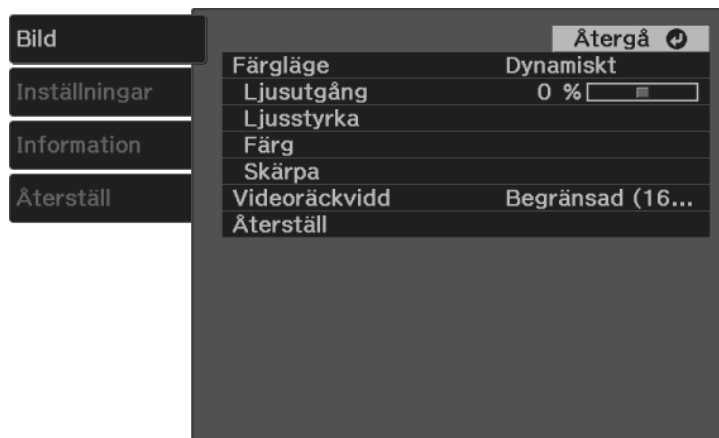 Bild
Inställningar
Information
Återställ
Återgå
Färgläge Dynamiskt
Ljusutgång 0 %
Ljusstyrka
Färg
Skärpa
Videoräckvidd Begränsad (16...
Återställ